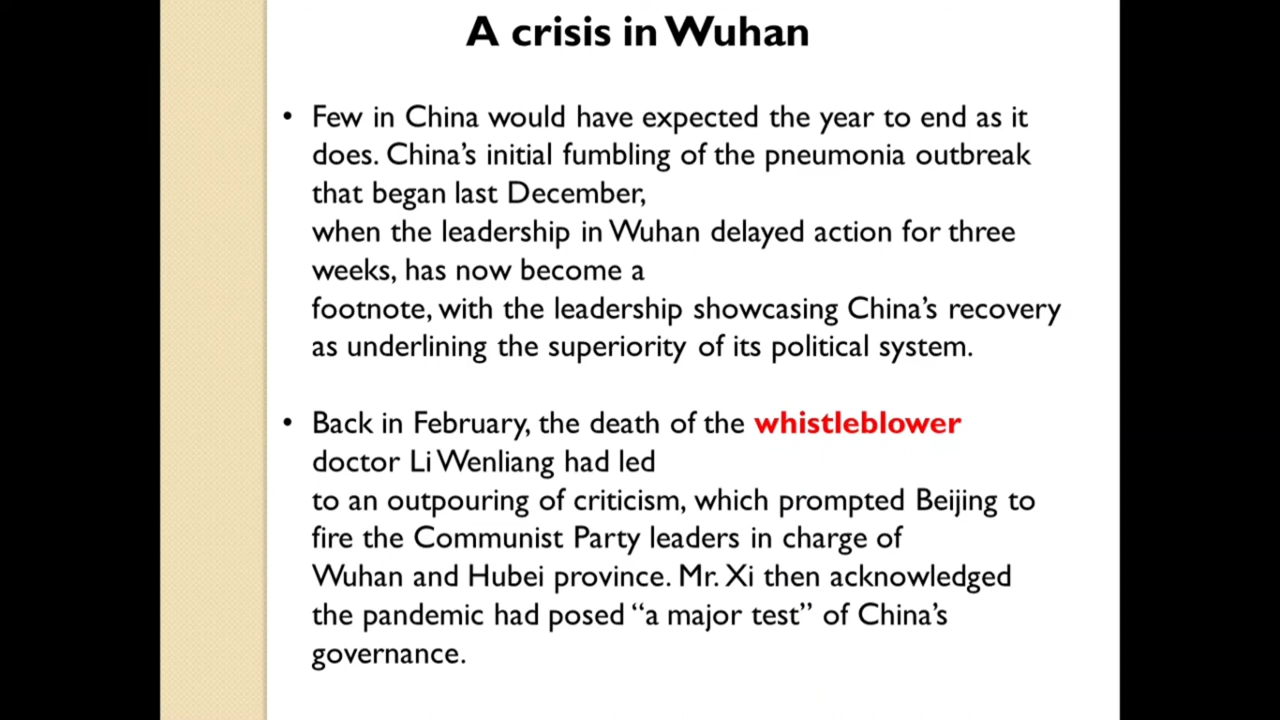 A crisis in Wuhan
• Few in China would have expected the year to end as it
does. China’s initial fumbling of the pneumonia outbreak
that began last December,
when the leadership in Wuhan delayed action for three
weeks, has now become a
footnote, with the leadership showcasing China’s recovery
as underlining the superiority of its political system.
• Back in February, the death of the whistleblower
doctor Li Wenliang had led
to an outpouring of criticism, which prompted Beijing to
fire the Communist Party leaders in charge of
Wuhan and Hubei province. Mr. Xi then acknowledged
the pandemic had posed “a major test” of China’s
governance.